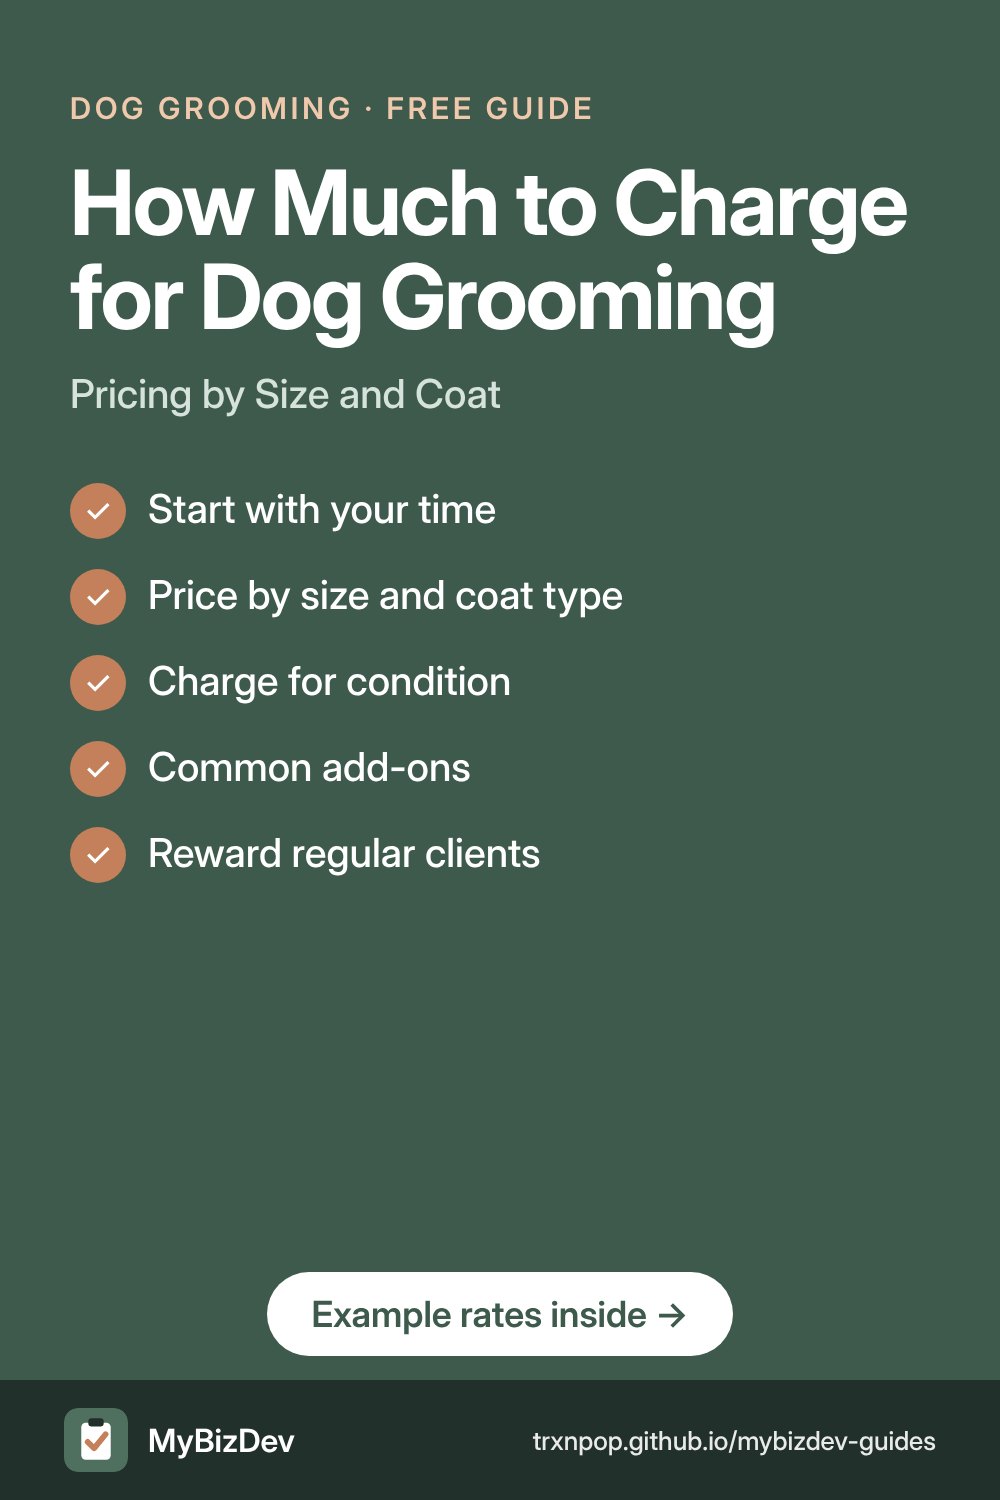 DOG GROOMING · FREE GUIDE
How Much to Charge
for Dog Grooming
Pricing by Size and Coat
Start with your time
Price by size and coat type
Charge for condition
Common add-ons
Reward regular clients
Example rates inside →
MyBizDev
trxnpop.github.io/mybizdev-guides